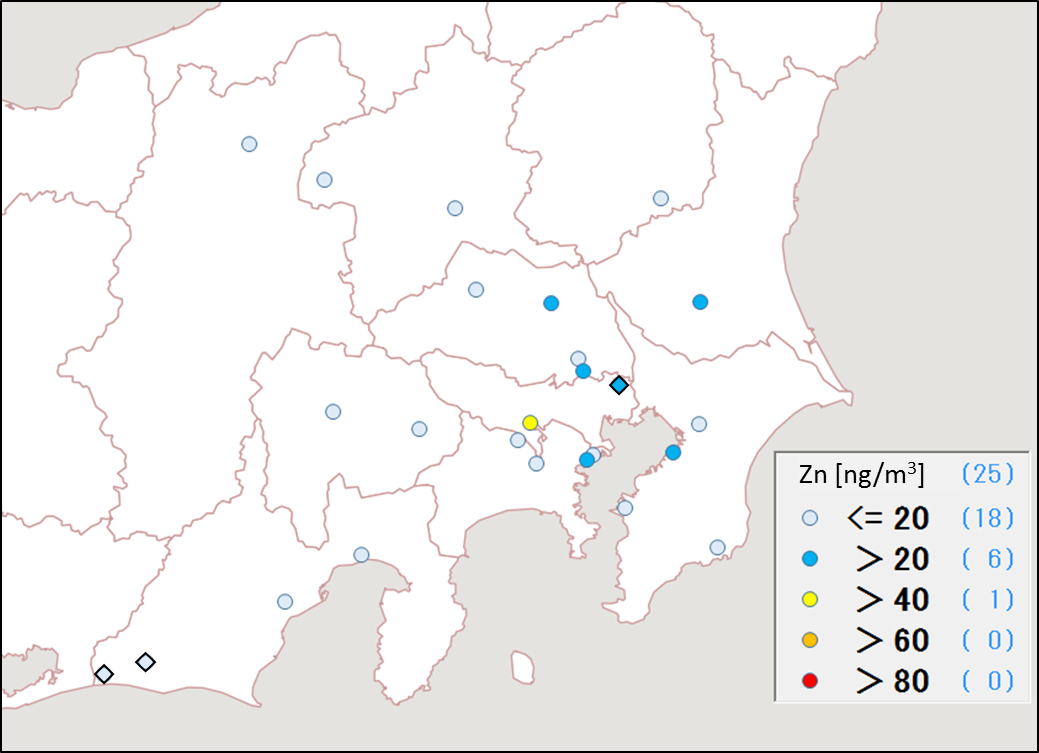 Zn [ng/m³] (25)
<= 20 (18)
> 20 ( 6)
> 40 ( 1)
> 60 ( 0)
> 80 ( 0)